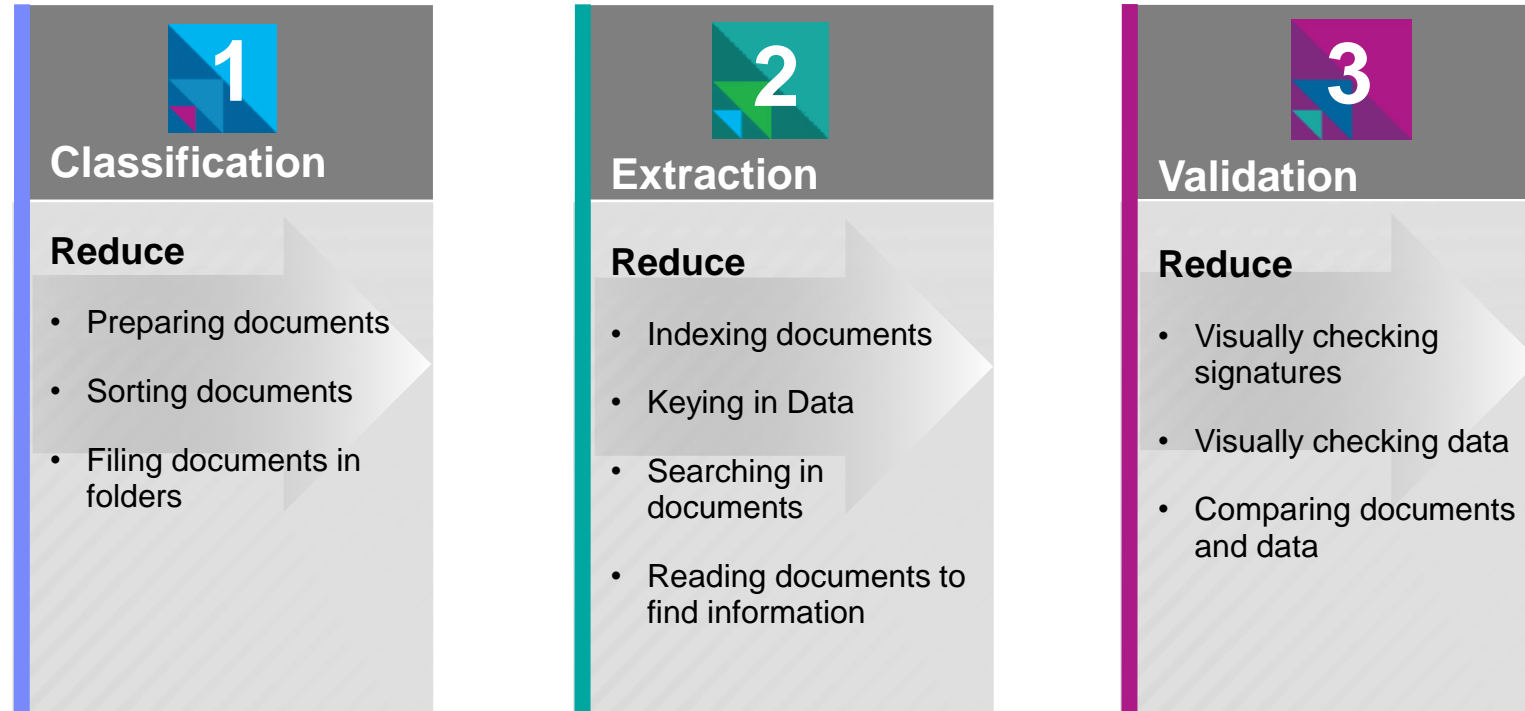 1
Classification
Reduce
• Preparing documents
• Sorting documents
• Filing documents in
folders
2
Extraction
Reduce
• Indexing documents
• Keying in Data
• Searching in
documents
• Reading documents to
find information
3
Validation
Reduce
• Visually checking
signatures
• Visually checking data
• Comparing documents
and data